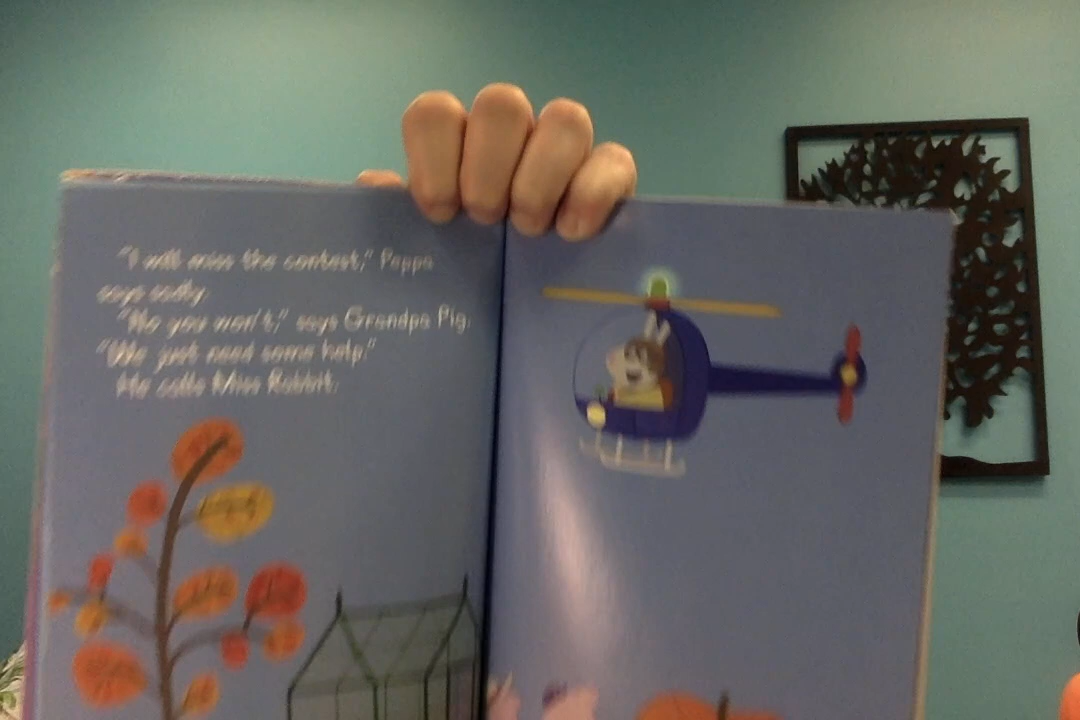 "I will miss the contest," Peppa
says sadly.
"No you won't," says Grandpa Pig.
"We just need some help."
He calls Miss Rabbit.